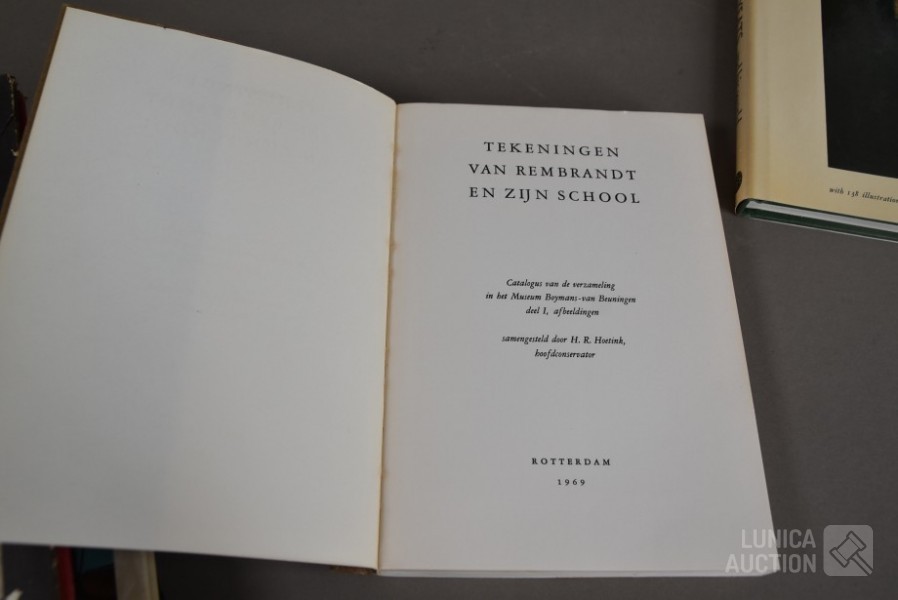 TEKENINGEN
VAN REMBRANDT
EN ZIJN SCHOOL
Catalogus van de verzameling
in het Museum Boymans-van Beuningen
deel I, afbeeldingen
samengesteld door H. R. Hoetink,
hoofdconservator
ROTTERDAM
1969
with 138 illustration
LUNICA
AUCTION